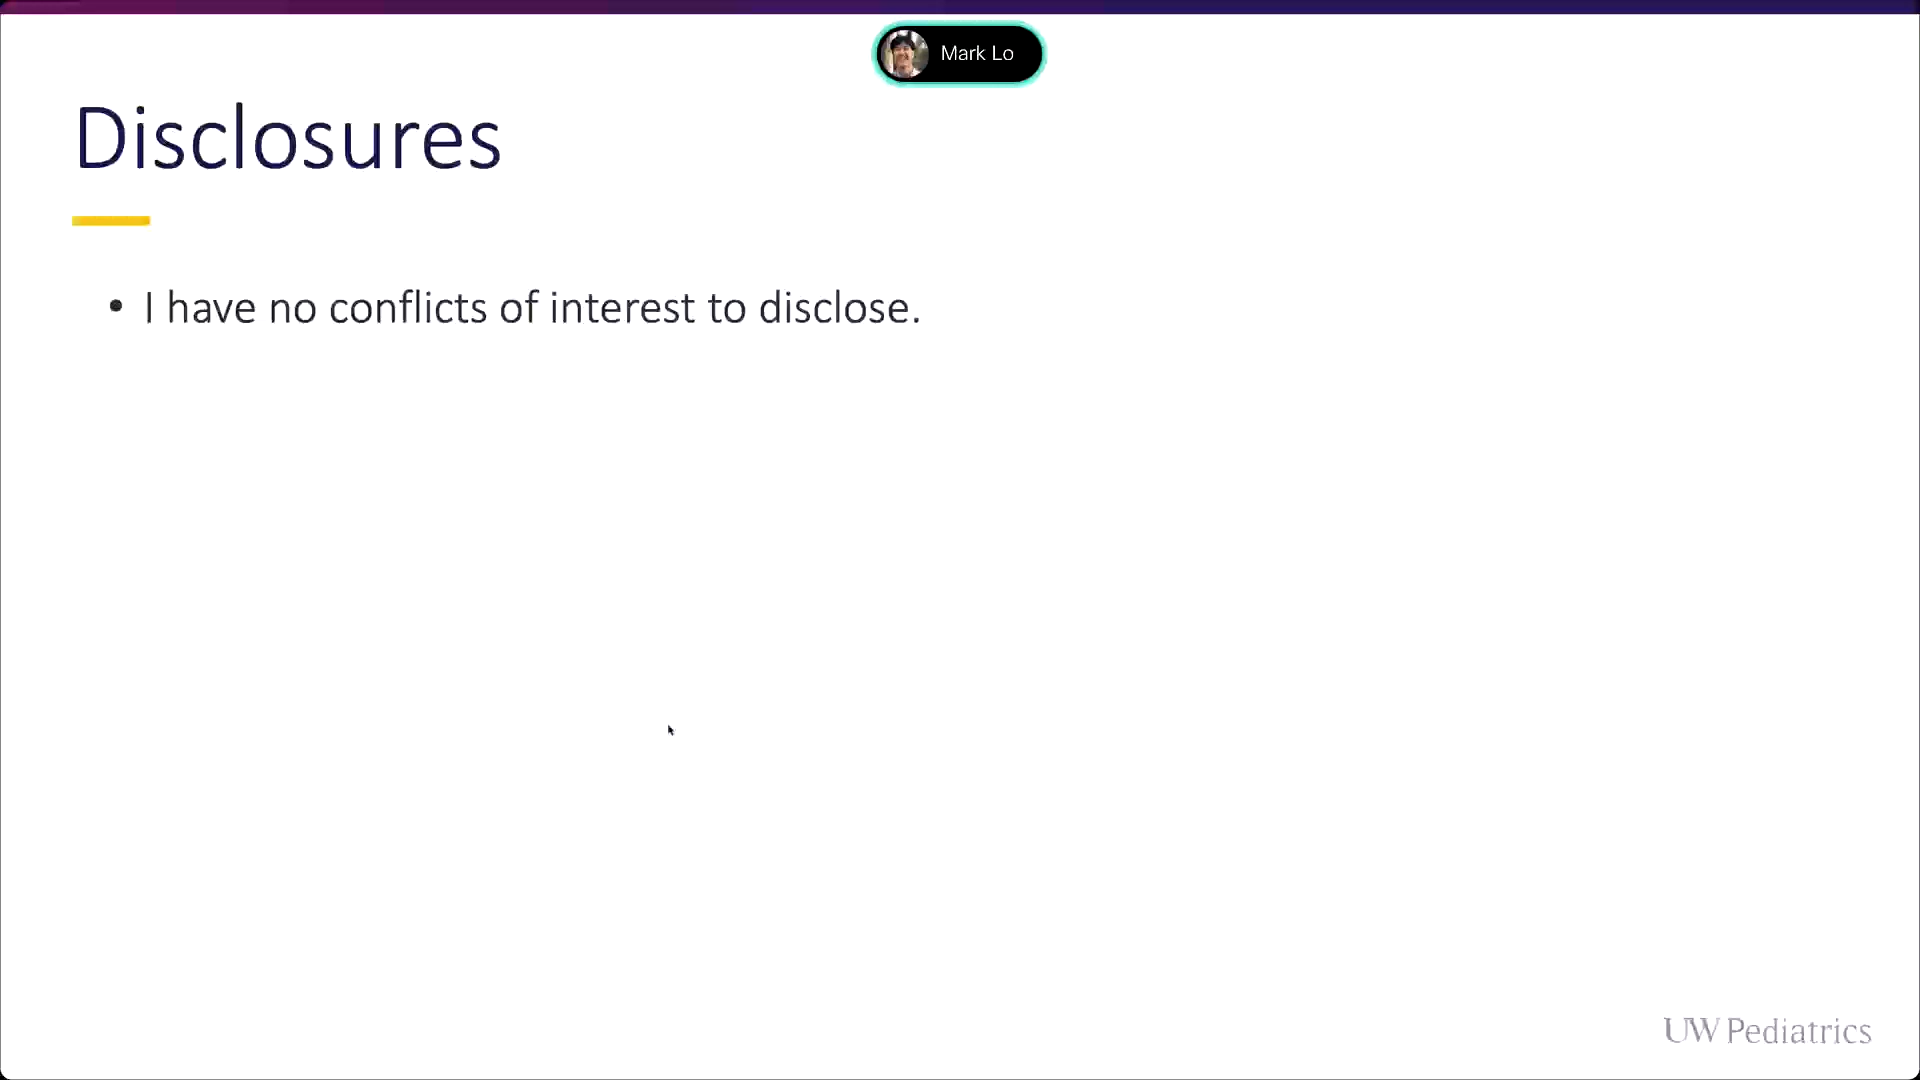 Mark Lo
Disclosures
• I have no conflicts of interest to disclose.
UW Pediatrics